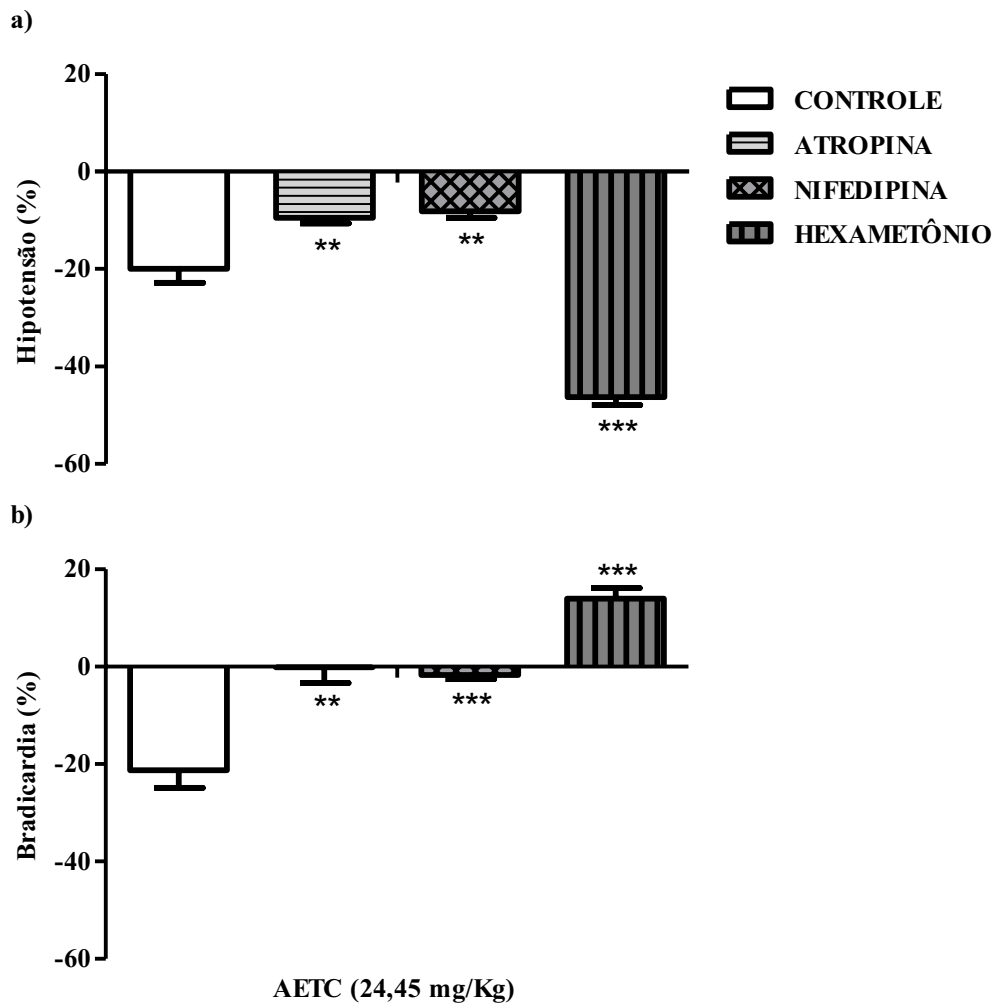 a)
20
0
-20
-40
-60
Hipotensão (%)
**
**
***
CONTROLE
ATROPINA
NIFEDIPINA
HEXAMETÔNIO
b)
20
0
-20
-40
-60
Bradicardia (%)
**
***
***
AETC (24,45 mg/Kg)